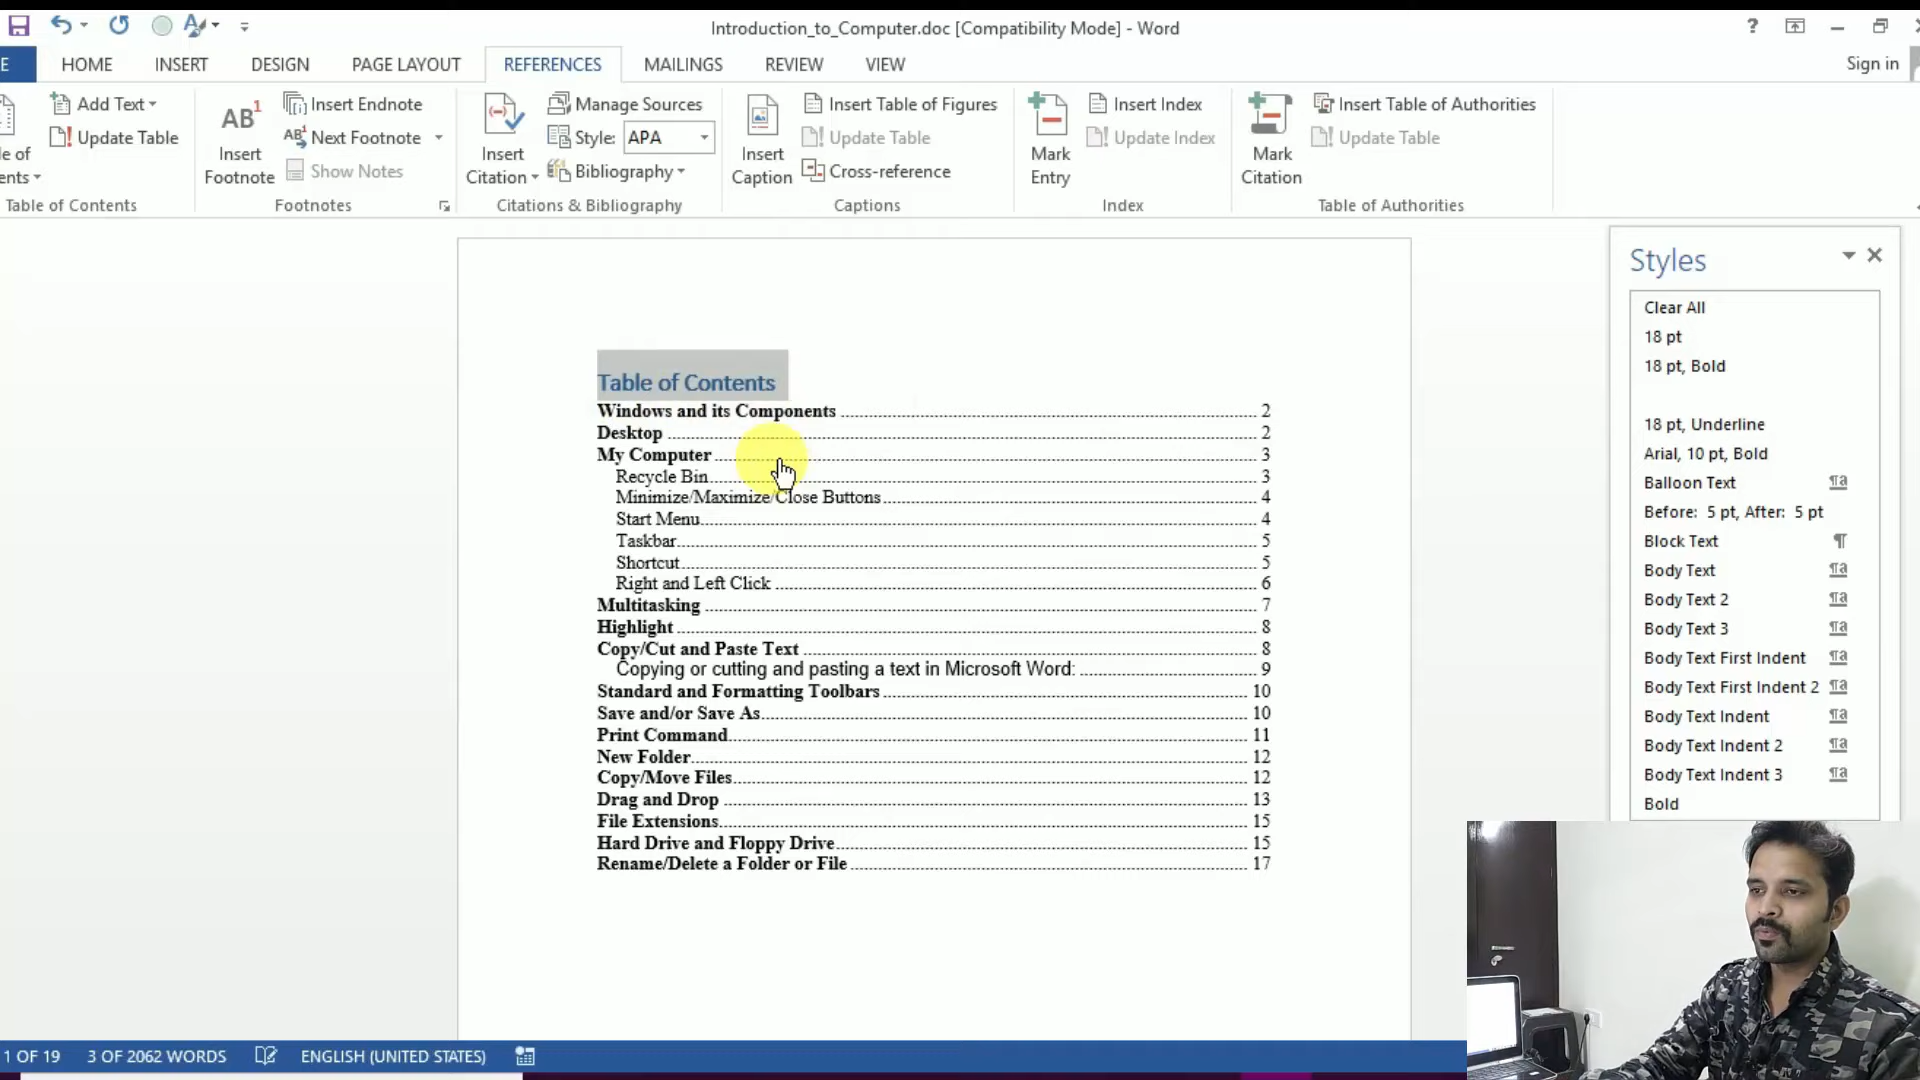 Introduction_to_Computer.doc [Compatibility Mode] - Word
?
HOME INSERT DESIGN PAGE LAYOUT REFERENCES MAILINGS REVIEW VIEW
Sign in
Add Text
Update Table
Table of Contents
AB1
Insert Footnote
Insert Endnote
Next Footnote
Show Notes
Footnotes
Insert Citation
Manage Sources
Style: APA
Bibliography
Citations & Bibliography
Insert Caption
Insert Table of Figures
Update Table
Cross-reference
Captions
Mark Entry
Insert Index
Update Index
Index
Mark Citation
Insert Table of Authorities
Update Table
Table of Authorities
Table of Contents
Windows and its Components 2
Desktop 2
My Computer 3
Recycle Bin 3
Minimize/Maximize/Close Buttons 4
Start Menu 4
Taskbar 5
Shortcut 5
Right and Left Click 6
Multitasking 7
Highlight 8
Copy/Cut and Paste Text 8
Copying or cutting and pasting a text in Microsoft Word: 9
Standard and Formatting Toolbars 10
Save and/or Save As 10
Print Command 11
New Folder 12
Copy/Move Files 12
Drag and Drop 13
File Extensions 15
Hard Drive and Floppy Drive 15
Rename/Delete a Folder or File 17
Styles
Clear All
18 pt
18 pt, Bold
18 pt, Underline
Arial, 10 pt, Bold
Balloon Text
Before: 5 pt, After: 5 pt
Block Text
Body Text
Body Text 2
Body Text 3
Body Text First Indent
Body Text First Indent 2
Body Text Indent
Body Text Indent 2
Body Text Indent 3
Bold
1 OF 19 3 OF 2062 WORDS ENGLISH (UNITED STATES)